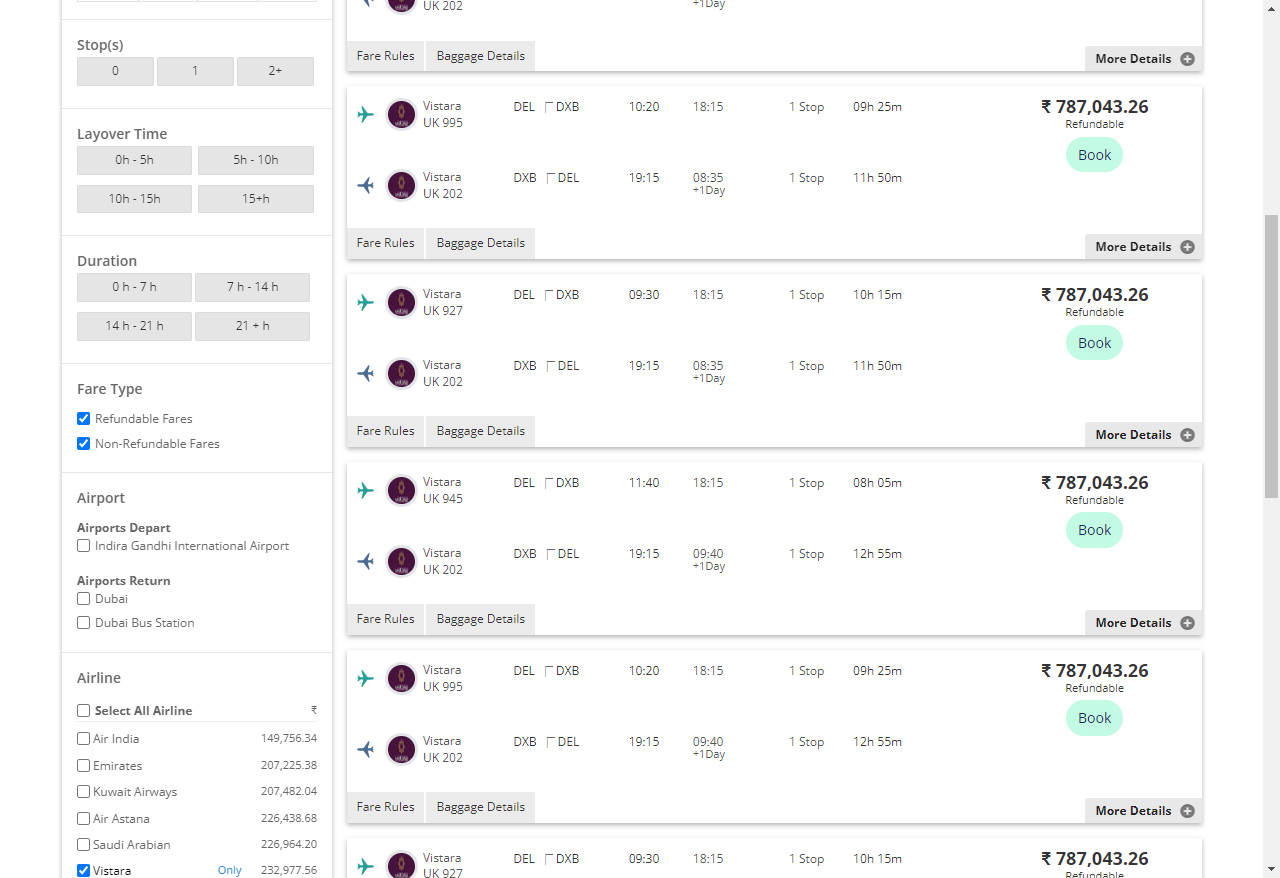 Stop(s)
0 1 2+
Layover Time
0h - 5h 5h - 10h
10h - 15h 15+h
Duration
0 h - 7 h 7 h - 14 h
14 h - 21 h 21 + h
Fare Type
Refundable Fares
Non-Refundable Fares
Airport
Airports Depart
Indira Gandhi International Airport
Airports Return
Dubai
Dubai Bus Station
Airline
Select All Airline ₹
Air India 149,756.34
Emirates 207,225.38
Kuwait Airways 207,482.04
Air Astana 226,438.68
Saudi Arabian 226,964.20
Vistara Only 232,977.56
UK 202 +1Day
Fare Rules Baggage Details More Details
Vistara DEL DXB 10:20 18:15 1 Stop 09h 25m ₹ 787,043.26
UK 995 Refundable
Book
Vistara DXB DEL 19:15 08:35 1 Stop 11h 50m
UK 202 +1Day
Fare Rules Baggage Details More Details
Vistara DEL DXB 09:30 18:15 1 Stop 10h 15m ₹ 787,043.26
UK 927 Refundable
Book
Vistara DXB DEL 19:15 08:35 1 Stop 11h 50m
UK 202 +1Day
Fare Rules Baggage Details More Details
Vistara DEL DXB 11:40 18:15 1 Stop 08h 05m ₹ 787,043.26
UK 945 Refundable
Book
Vistara DXB DEL 19:15 09:40 1 Stop 12h 55m
UK 202 +1Day
Fare Rules Baggage Details More Details
Vistara DEL DXB 10:20 18:15 1 Stop 09h 25m ₹ 787,043.26
UK 995 Refundable
Book
Vistara DXB DEL 19:15 09:40 1 Stop 12h 55m
UK 202 +1Day
Fare Rules Baggage Details More Details
Vistara DEL DXB 09:30 18:15 1 Stop 10h 15m ₹ 787,043.26
UK 927 Refundable